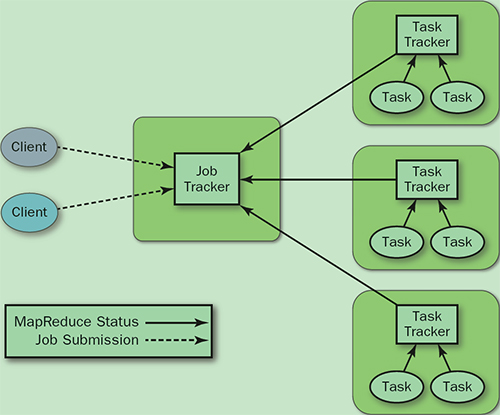 Client
Client
Job
Tracker
Task
Tracker
Task
Task
Task
Tracker
Task
Task
Task
Tracker
Task
Task
MapReduce Status
Job Submission